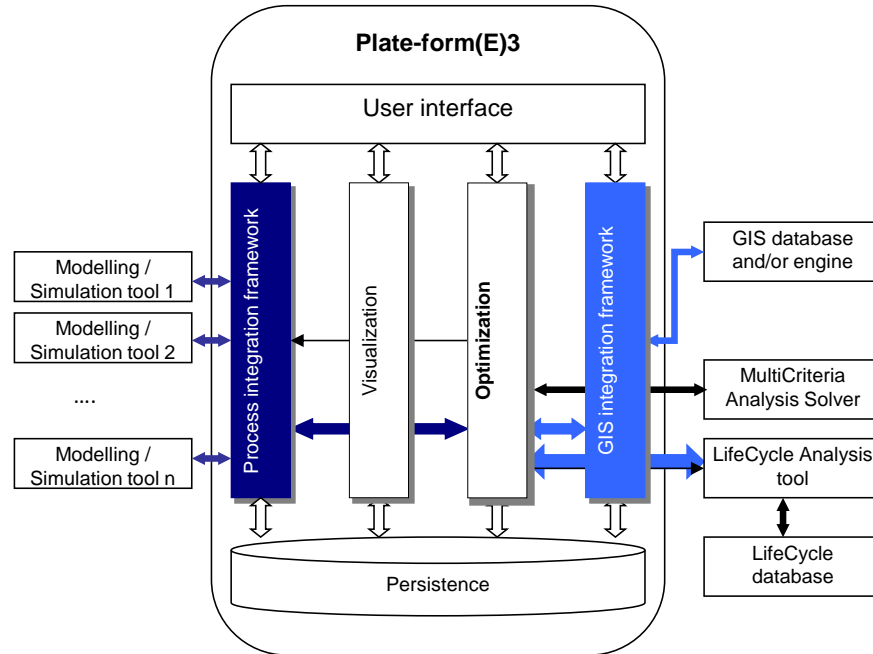 Plate-form(E)3
User interface
Process integration framework
Visualization
Optimization
GIS integration framework
Modelling /
Simulation tool 1
Modelling /
Simulation tool 2
....
Modelling /
Simulation tool n
GIS database
and/or engine
MultiCriteria
Analysis Solver
LifeCycle Analysis
tool
LifeCycle
database
Persistence